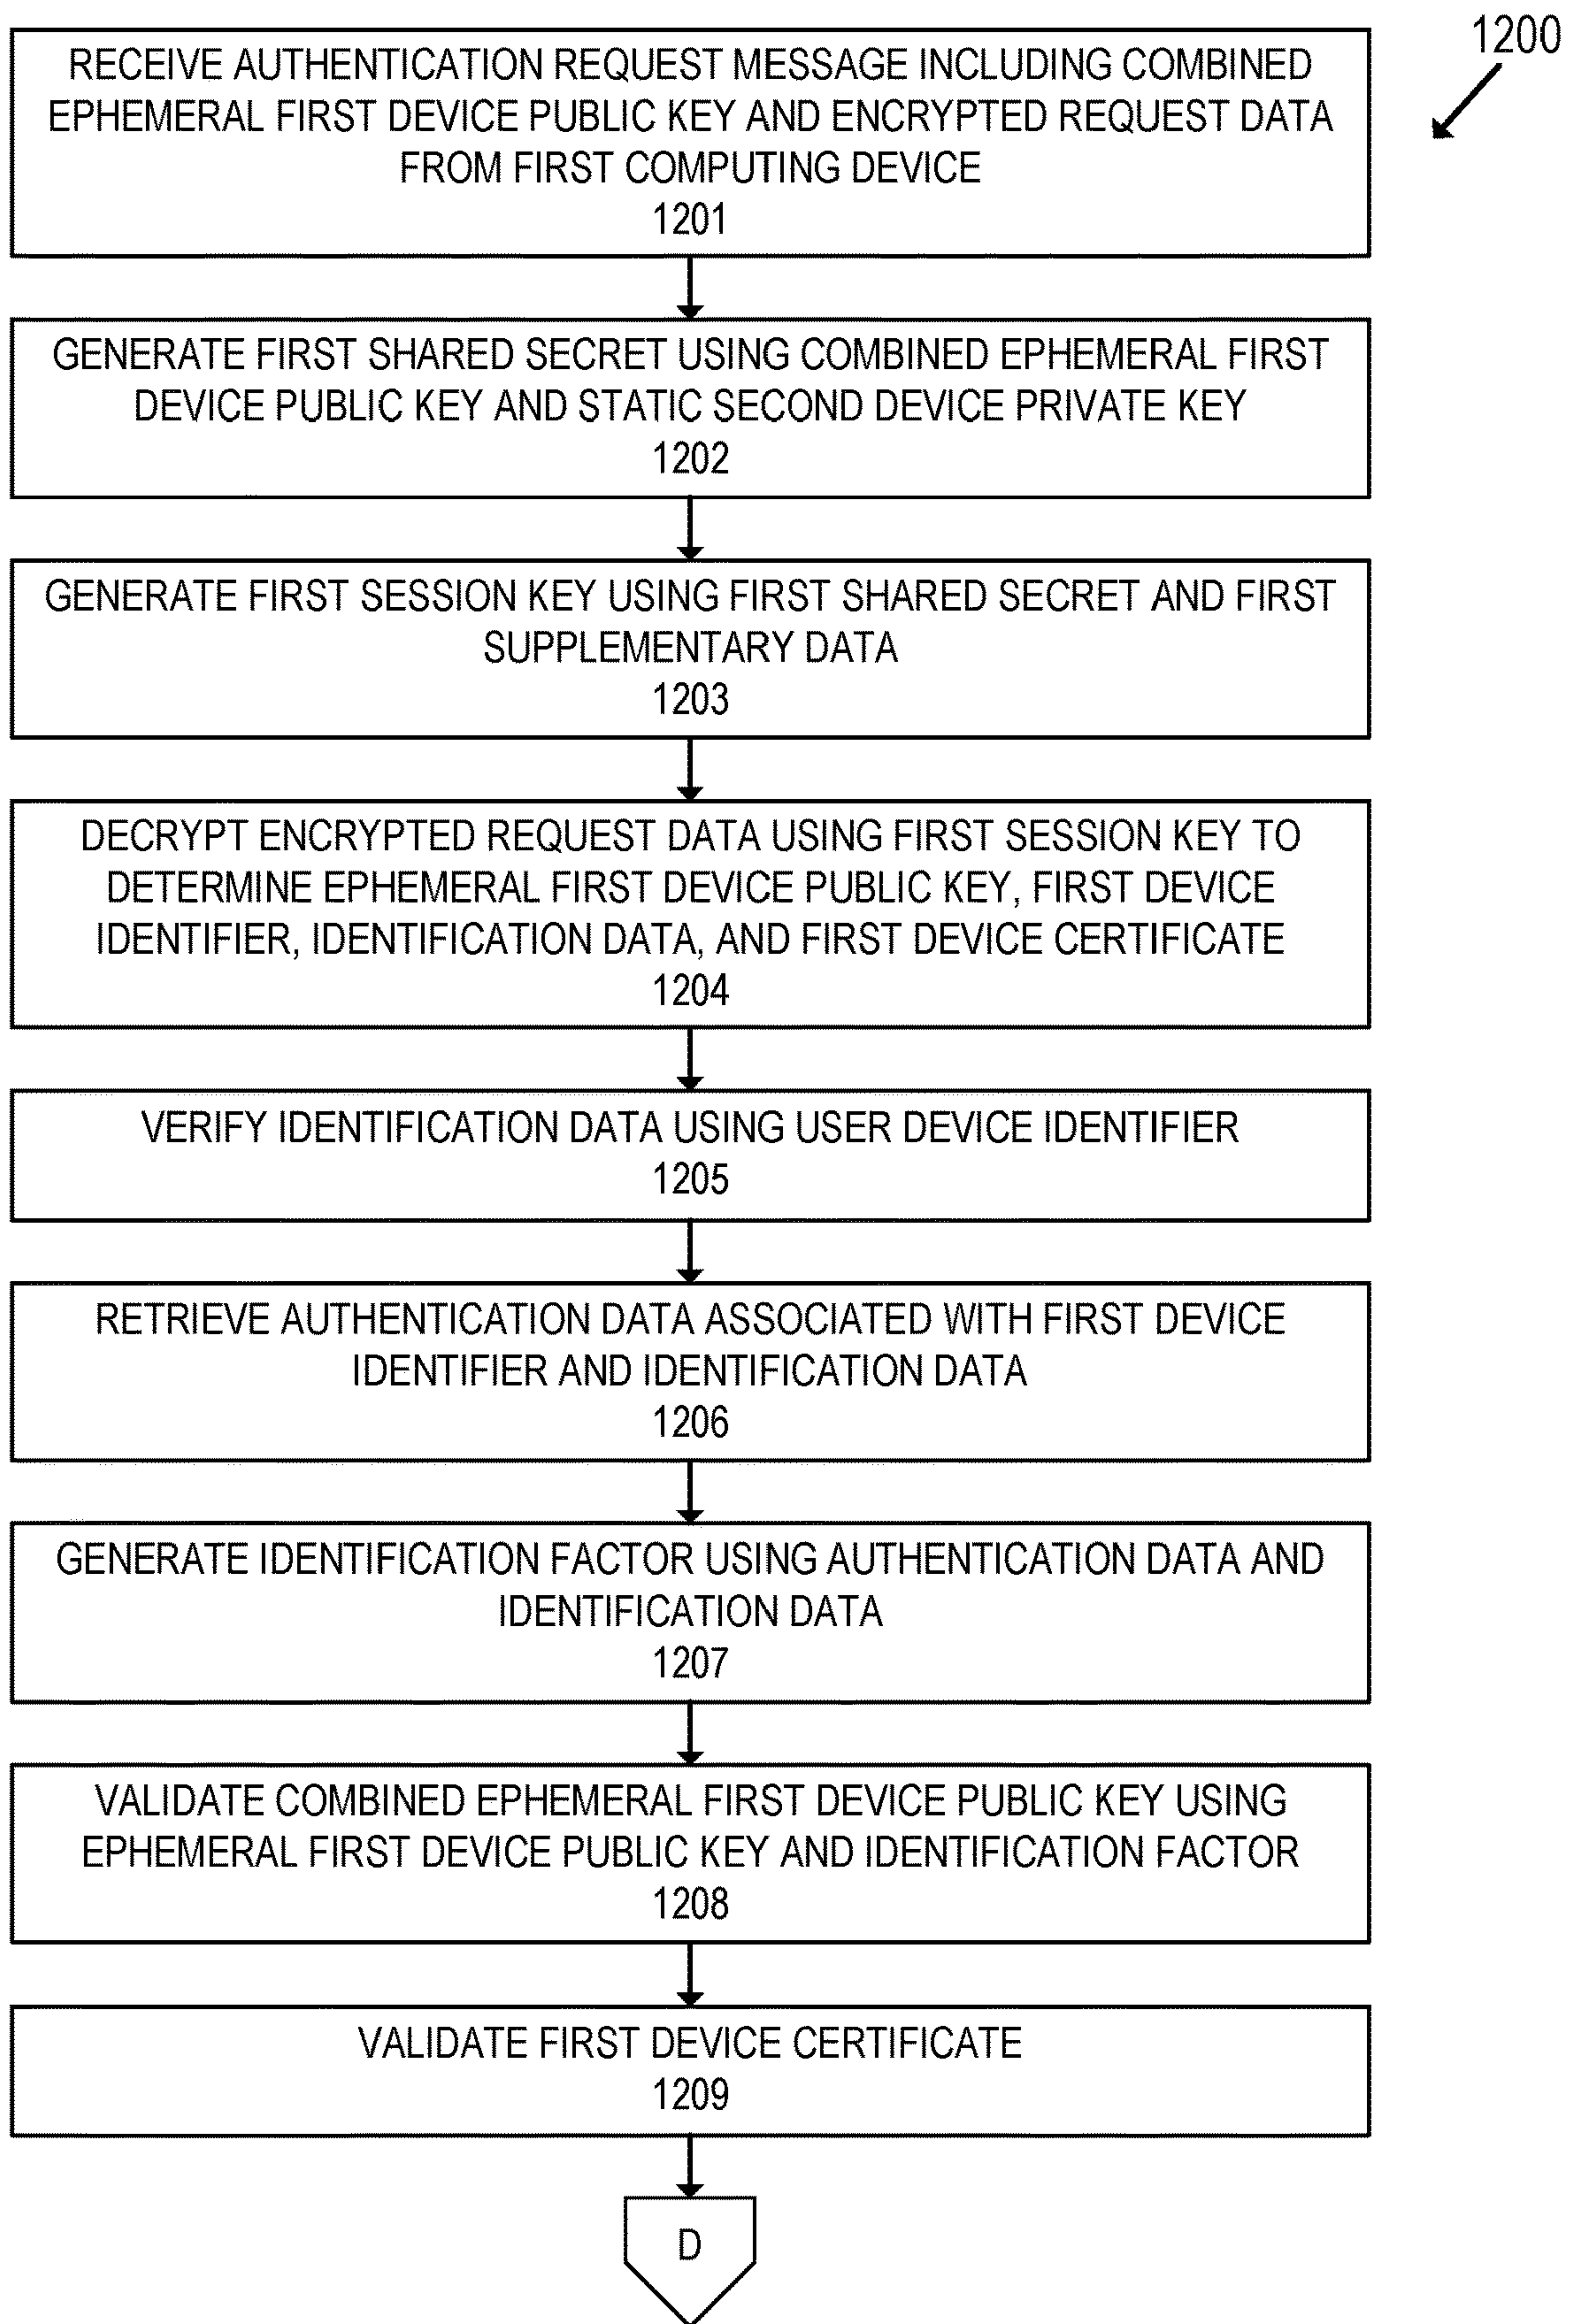 1200
RECEIVE AUTHENTICATION REQUEST MESSAGE INCLUDING COMBINED
EPHEMERAL FIRST DEVICE PUBLIC KEY AND ENCRYPTED REQUEST DATA
FROM FIRST COMPUTING DEVICE
1201
GENERATE FIRST SHARED SECRET USING COMBINED EPHEMERAL FIRST
DEVICE PUBLIC KEY AND STATIC SECOND DEVICE PRIVATE KEY
1202
GENERATE FIRST SESSION KEY USING FIRST SHARED SECRET AND FIRST
SUPPLEMENTARY DATA
1203
DECRYPT ENCRYPTED REQUEST DATA USING FIRST SESSION KEY TO
DETERMINE EPHEMERAL FIRST DEVICE PUBLIC KEY, FIRST DEVICE
IDENTIFIER, IDENTIFICATION DATA, AND FIRST DEVICE CERTIFICATE
1204
VERIFY IDENTIFICATION DATA USING USER DEVICE IDENTIFIER
1205
RETRIEVE AUTHENTICATION DATA ASSOCIATED WITH FIRST DEVICE
IDENTIFIER AND IDENTIFICATION DATA
1206
GENERATE IDENTIFICATION FACTOR USING AUTHENTICATION DATA AND
IDENTIFICATION DATA
1207
VALIDATE COMBINED EPHEMERAL FIRST DEVICE PUBLIC KEY USING
EPHEMERAL FIRST DEVICE PUBLIC KEY AND IDENTIFICATION FACTOR
1208
VALIDATE FIRST DEVICE CERTIFICATE
1209
D